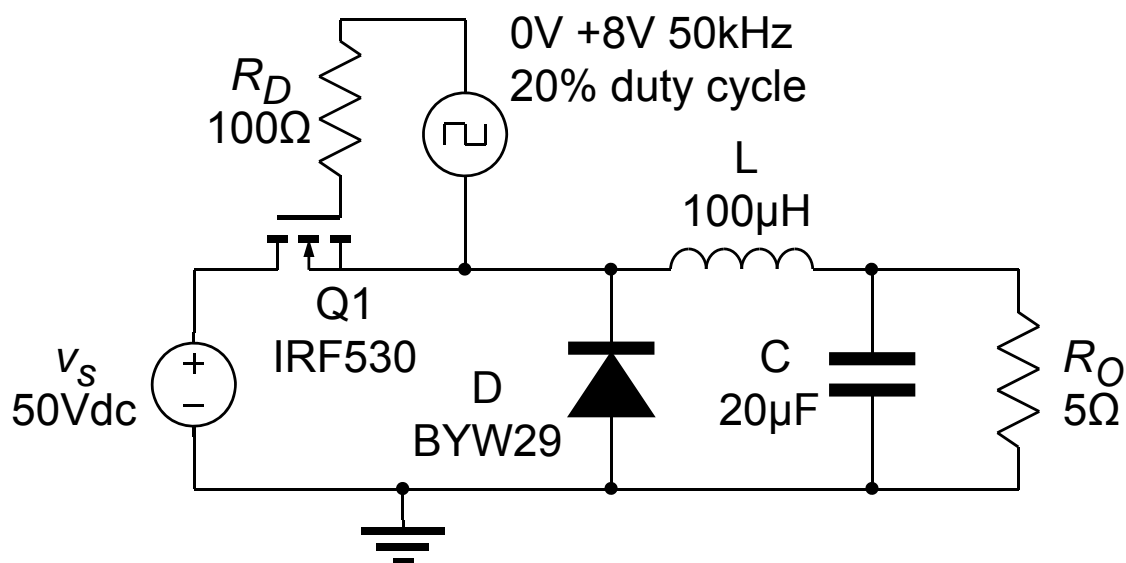 0V +8V 50kHz
20% duty cycle
R_D
100Ω
L
100µH
Q1
IRF530
v_s
50Vdc
D
BYW29
C
20µF
R_O
5Ω